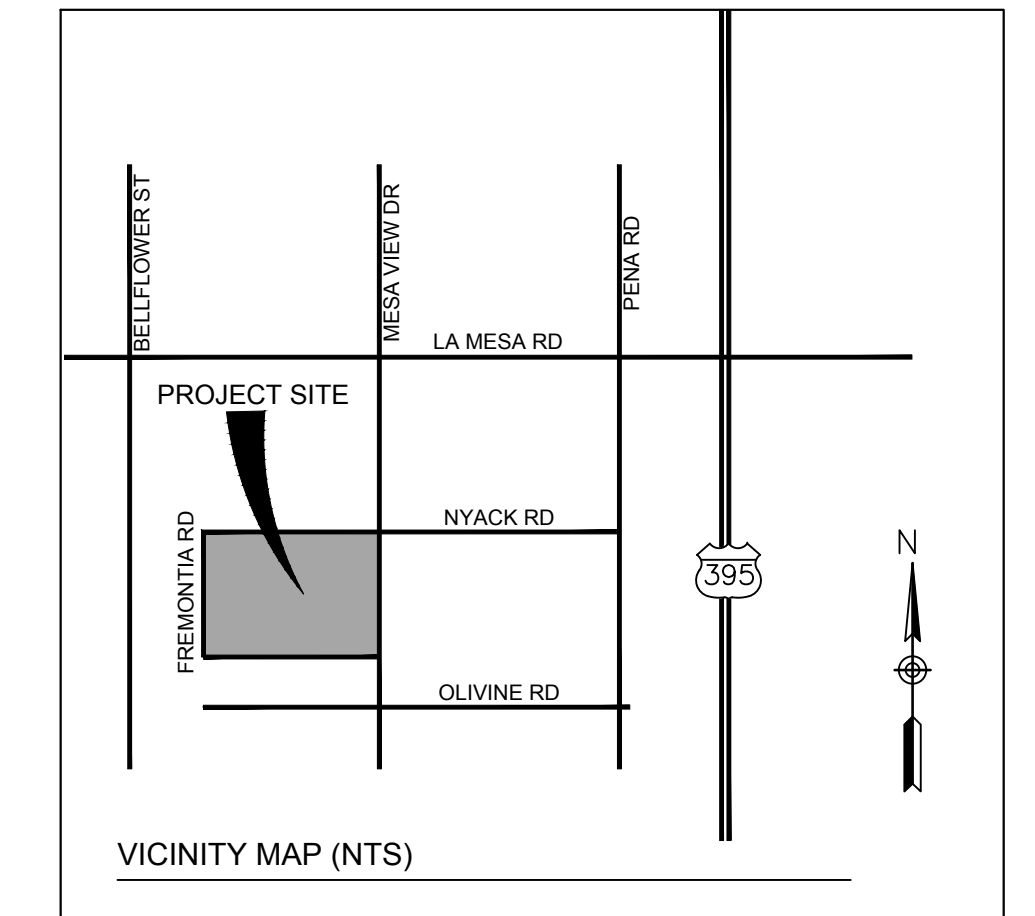 BELLFLOWER ST
MESA VIEW DR
PENA RD
LA MESA RD
PROJECT SITE
NYACK RD
FREMONTIA RD
395
N
OLIVINE RD
VICINITY MAP (NTS)